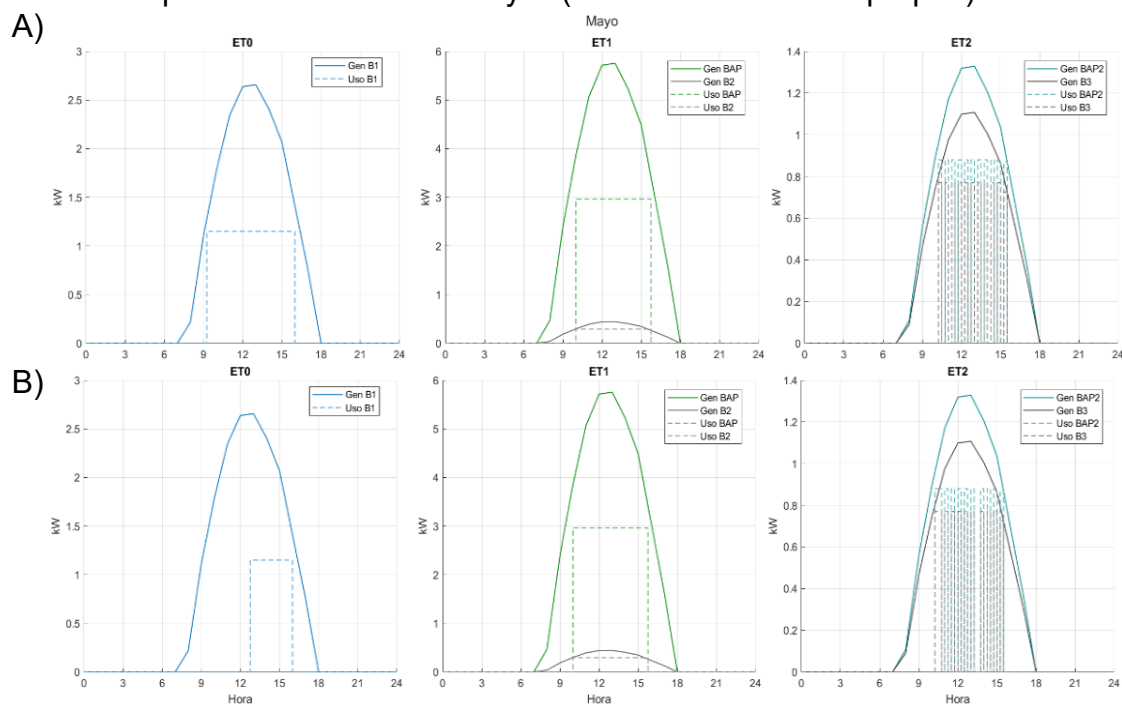 Mayo
A)
ET0
ET1
ET2
Gen B1
Uso B1
Gen BAP
Gen B2
Uso BAP
Uso B2
Gen BAP2
Gen B3
Uso BAP2
Uso B3
kW
3
2.5
2
1.5
1
0.5
0
0 3 6 9 12 15 18 21 24
kW
6
5
4
3
2
1
0
0 3 6 9 12 15 18 21 24
kW
1.4
1.2
1
0.8
0.6
0.4
0.2
0
0 3 6 9 12 15 18 21 24
B)
ET0
ET1
ET2
Gen B1
Uso B1
Gen BAP
Gen B2
Uso BAP
Uso B2
Gen BAP2
Gen B3
Uso BAP2
Uso B3
kW
3
2.5
2
1.5
1
0.5
0
0 3 6 9 12 15 18 21 24
Hora
kW
6
5
4
3
2
1
0
0 3 6 9 12 15 18 21 24
Hora
kW
1.4
1.2
1
0.8
0.6
0.4
0.2
0
0 3 6 9 12 15 18 21 24
Hora